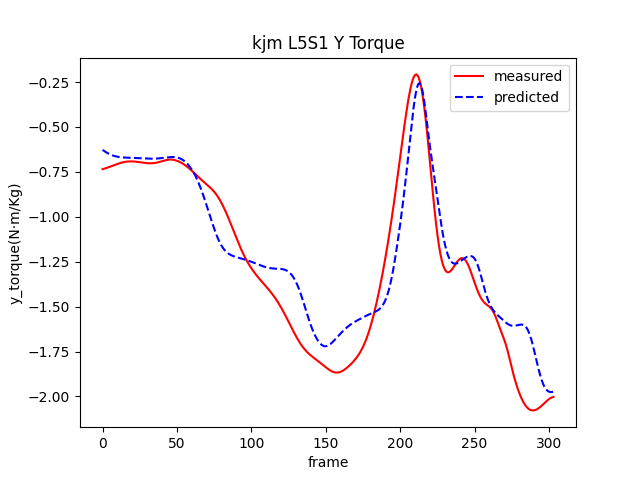 kjm L5S1 Y Torque
measured
predicted
y_torque(N·m/Kg)
−0.25
−0.50
−0.75
−1.00
−1.25
−1.50
−1.75
−2.00
0 50 100 150 200 250 300
frame